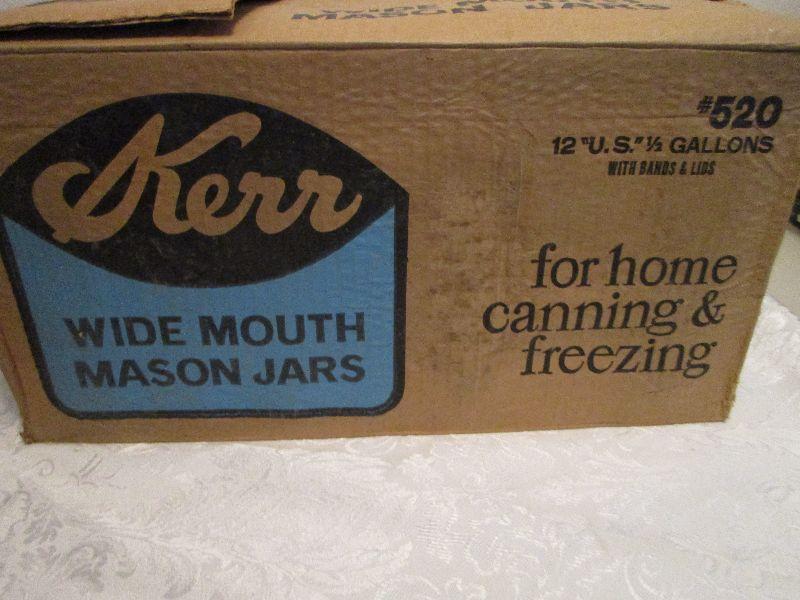 WIDE MOUTH
MASON JARS
Kerr
WIDE MOUTH
MASON JARS
#520
12 "U.S." ½ GALLONS
WITH BANDS & LIDS
for home
canning &
freezing